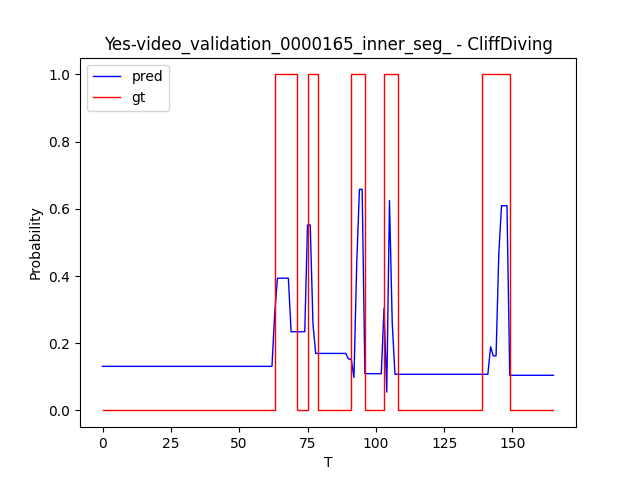 Yes-video_validation_0000165_inner_seg_ - CliffDiving
pred
gt
1.0
0.8
0.6
0.4
0.2
0.0
Probability
0 25 50 75 100 125 150
T